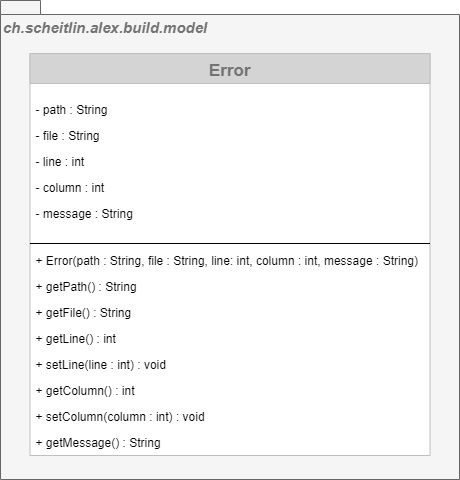 ch.scheitlin.alex.build.model
Error
- path : String
- file : String
- line : int
- column : int
- message : String
+ Error(path : String, file : String, line: int, column : int, message : String)
+ getPath() : String
+ getFile() : String
+ getLine() : int
+ setLine(line : int) : void
+ getColumn() : int
+ setColumn(column : int) : void
+ getMessage() : String